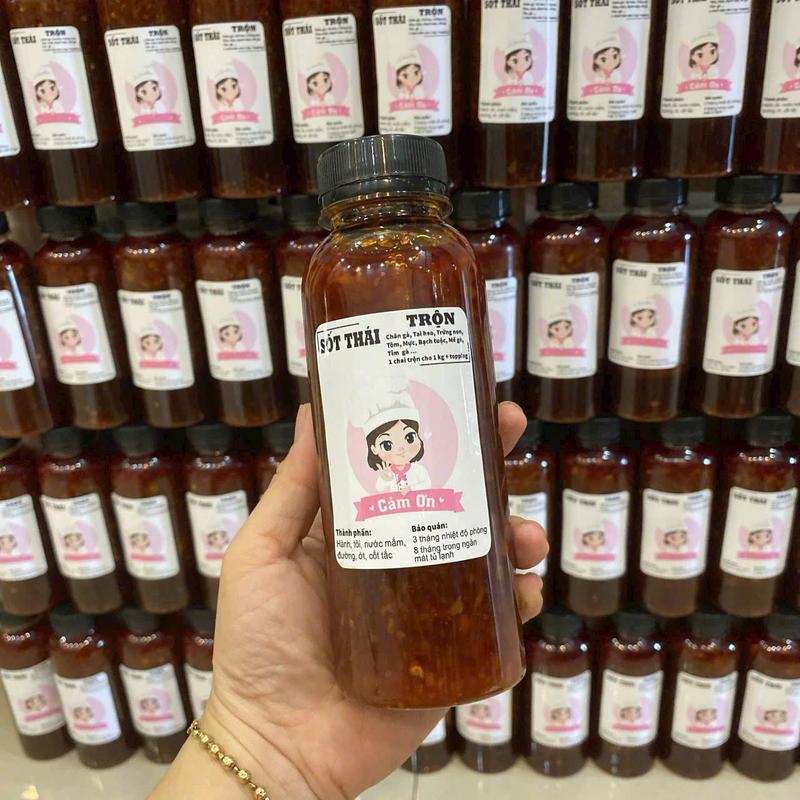 SỐT THÁI
TRỘN
Chân gà, Tai heo, Trứng non,
Tôm, Mực, Bạch tuộc, Mề gà,
Tim gà ...
1 chai trộn cho 1 kg + topping
Cảm Ơn
Thành phần:
Hành, tỏi, nước mắm,
đường, ớt, cốt tắc
Bảo quản:
3 tháng nhiệt độ phòng
8 tháng trong ngăn
mát tủ lạnh